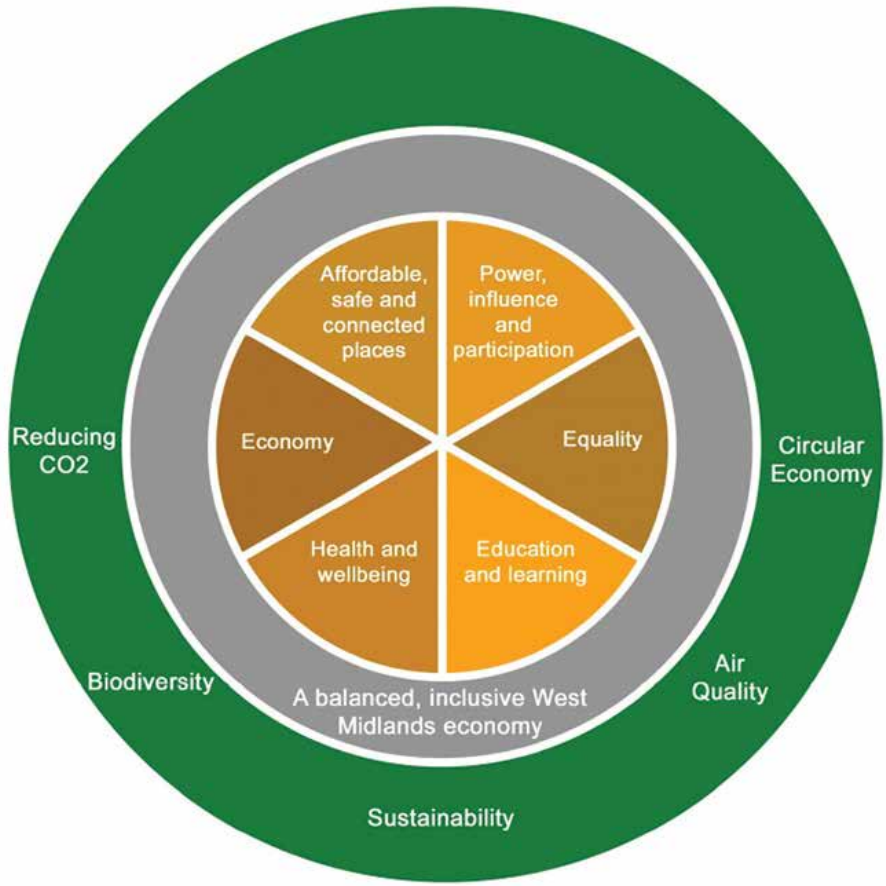 Affordable,
safe and
connected
places
Power,
influence
and
participation
Economy
Equality
Health and
wellbeing
Education
and learning
Reducing
CO2
Circular
Economy
Biodiversity
Air
Quality
A balanced, inclusive West
Midlands economy
Sustainability